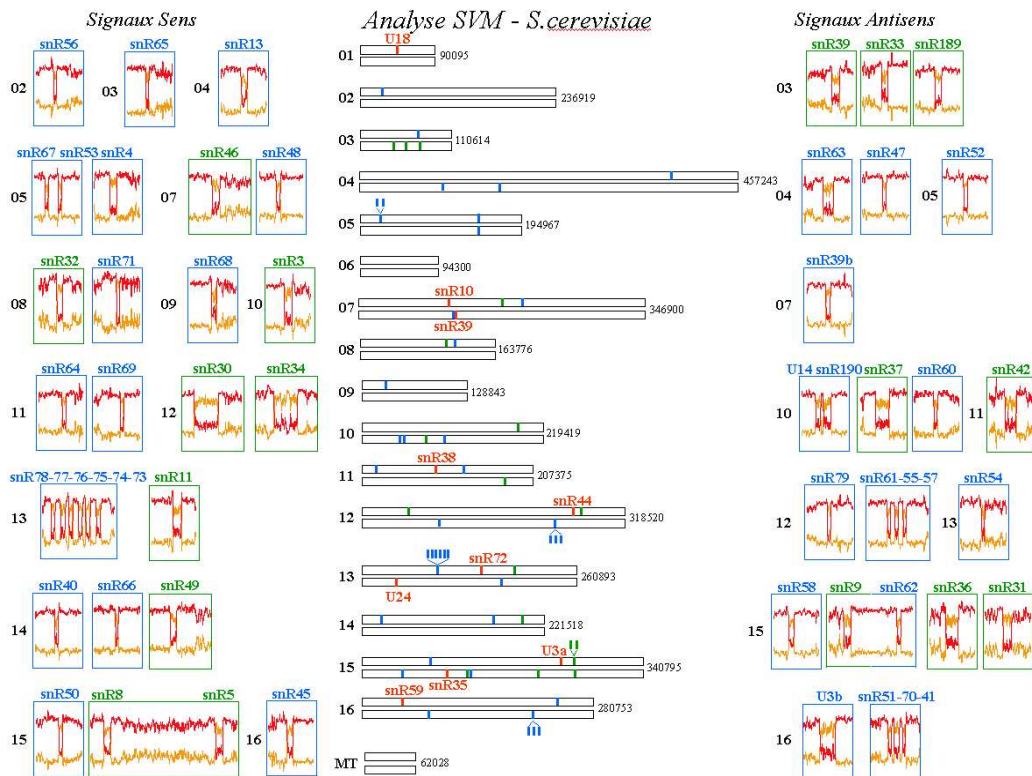 Signaux Sens
Analyse SVM - S.cerevisiae
Signaux Antisens
snR56
snR65
snR13
02
03
04
snR67 snR53 snR4
snR46
snR48
05
07
snR32
snR71
snR68
snR3
08
09
10
snR64
snR69
snR30
snR34
11
12
snR78-77-76-75-74-73
snR11
13
snR40
snR66
snR49
14
snR50
snR8
snR5
snR45
15
16
U18
01
90095
02
236919
03
110614
04
457243
05
194967
06
94300
snR10
07
346900
snR39
08
163776
09
128843
10
219419
snR38
11
207375
snR44
12
318520
snR72
13
260893
U24
14
221518
U3a
15
340795
snR59
snR35
16
280753
MT
62028
snR39
snR33
snR189
03
snR63
snR47
snR52
04
05
snR39b
07
U14 snR190
snR37
snR60
snR42
10
11
snR79
snR61-55-57
snR54
12
13
snR58
snR9
snR62
snR36
snR31
15
U3b
snR51-70-41
16